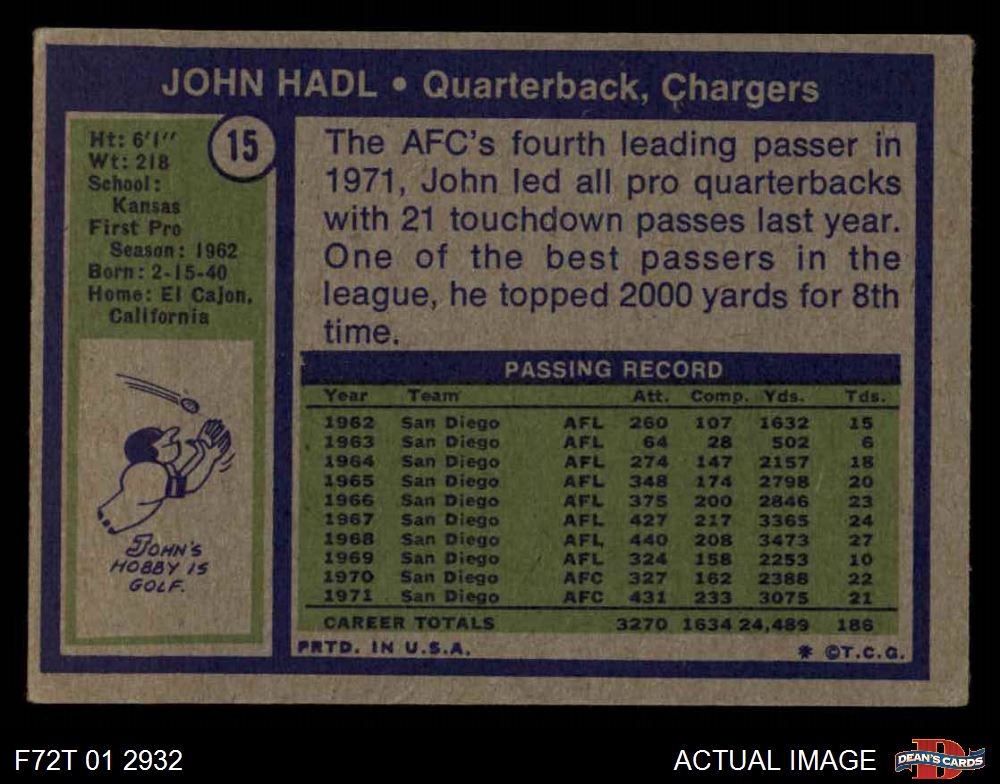 JOHN HADL • Quarterback, Chargers
15
Ht: 6'1"
Wt: 218
School:
Kansas
First Pro
Season: 1962
Born: 2-15-40
Home: El Cajon,
California
JOHN'S
HOBBY IS
GOLF.
The AFC's fourth leading passer in
1971, John led all pro quarterbacks
with 21 touchdown passes last year.
One of the best passers in the
league, he topped 2000 yards for 8th
time.
PASSING RECORD
Year Team Att. Comp. Yds. Tds.
1962 San Diego AFL 260 107 1632 15
1963 San Diego AFL 64 28 502 6
1964 San Diego AFL 274 147 2157 18
1965 San Diego AFL 348 174 2798 20
1966 San Diego AFL 375 200 2846 23
1967 San Diego AFL 427 217 3365 24
1968 San Diego AFL 440 208 3473 27
1969 San Diego AFL 324 158 2253 10
1970 San Diego AFC 327 162 2388 22
1971 San Diego AFC 431 233 3075 21
CAREER TOTALS 3270 1634 24,489 186
PRTD. IN U.S.A. * ©T.C.G.
F72T 01 2932 ACTUAL IMAGE
D
DEAN'S CARDS